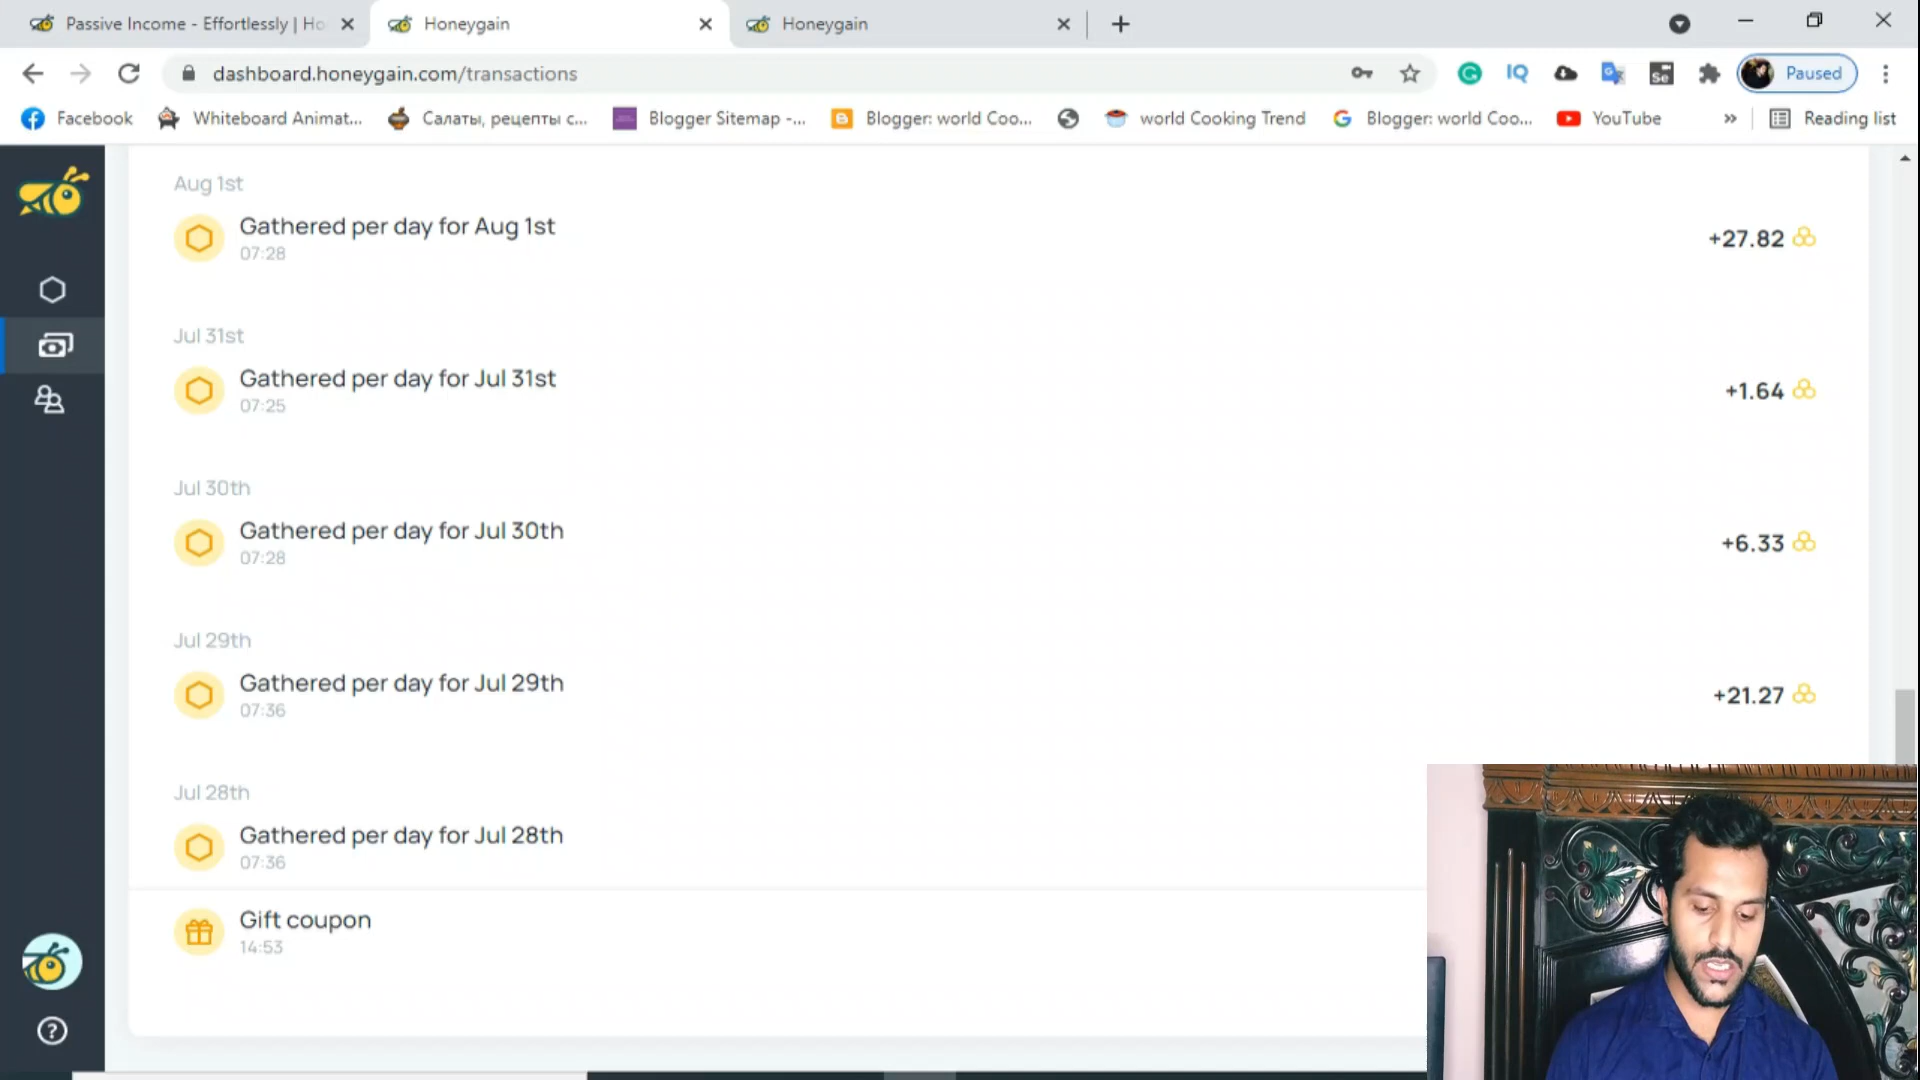 Passive Income - Effortlessly | Ho
Honeygain
Honeygain
dashboard.honeygain.com/transactions
IQ
Se
Paused
Facebook
Whiteboard Animat...
Салаты, рецепты с...
Blogger Sitemap -...
Blogger: world Coo...
world Cooking Trend
Blogger: world Coo...
YouTube
»
Reading list
Aug 1st
Gathered per day for Aug 1st
+27.82
07:28
Jul 31st
Gathered per day for Jul 31st
+1.64
07:25
Jul 30th
Gathered per day for Jul 30th
+6.33
07:28
Jul 29th
Gathered per day for Jul 29th
+21.27
07:36
Jul 28th
Gathered per day for Jul 28th
07:36
Gift coupon
14:53